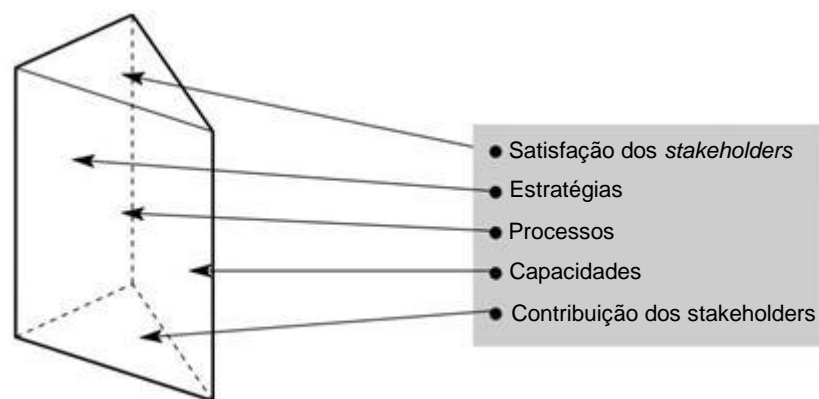 ● Satisfação dos stakeholders
● Estratégias
● Processos
● Capacidades
● Contribuição dos stakeholders